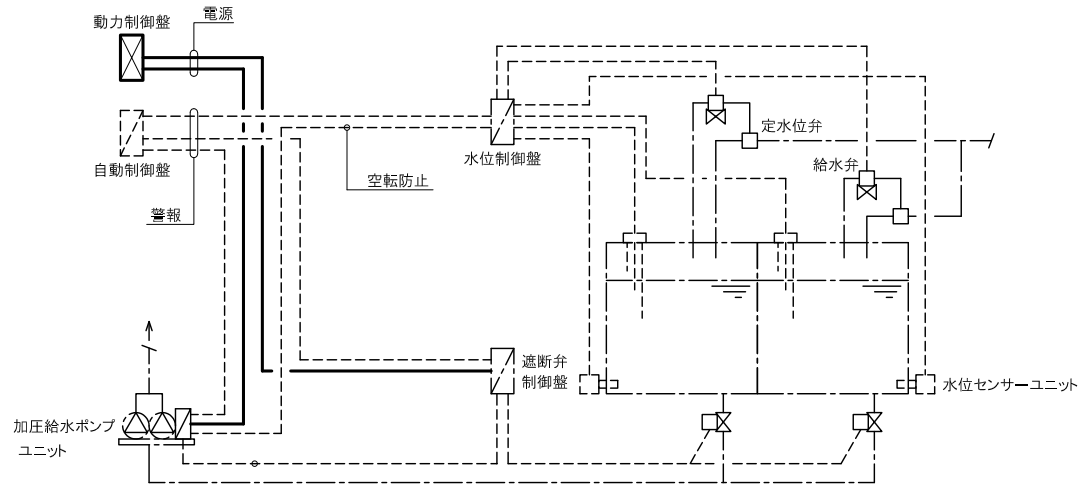 電源
動力制御盤
定水位弁
水位制御盤
給水弁
自動制御盤
空転防止
警報
遮断弁
制御盤
水位センサーユニット
加圧給水ポンプ
ユニット